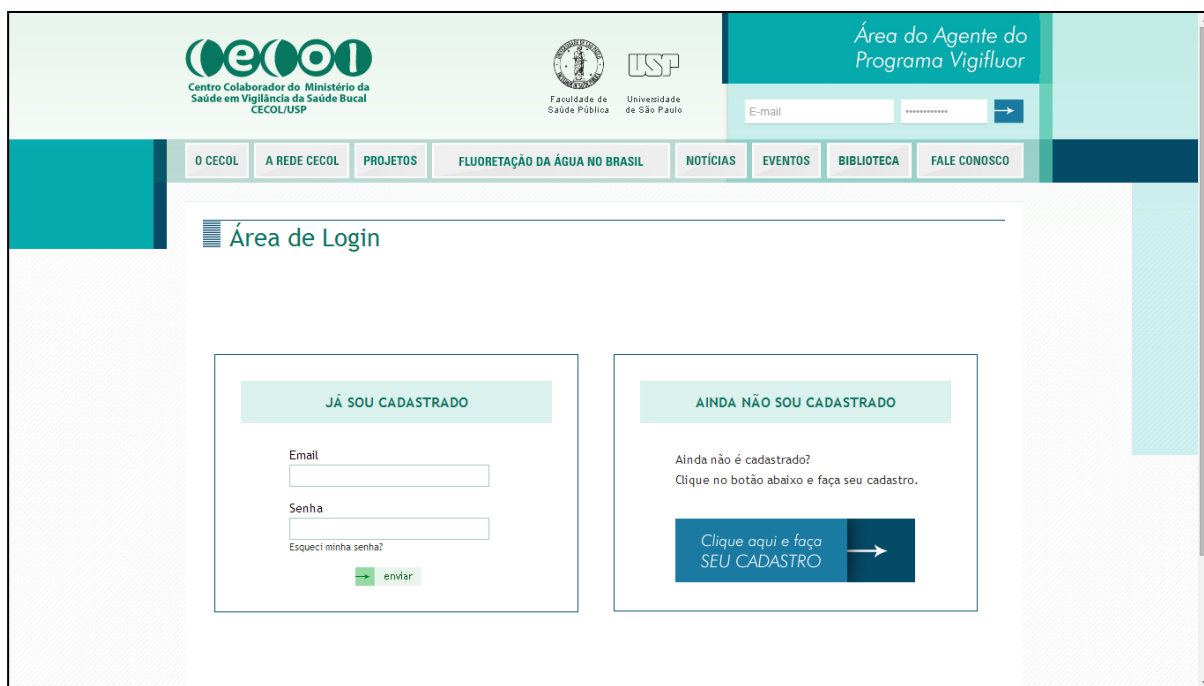 cecol
Centro Colaborador do Ministério da
Saúde em Vigilância da Saúde Bucal
CECOL/USP
Faculdade de
Saúde Pública
USP
Universidade
de São Paulo
Área do Agente do
Programa Vigifluor
E-mail
O CECOL
A REDE CECOL
PROJETOS
FLUORETAÇÃO DA ÁGUA NO BRASIL
NOTÍCIAS
EVENTOS
BIBLIOTECA
FALE CONOSCO
Área de Login
JÁ SOU CADASTRADO
Email
Senha
Esqueci minha senha?
enviar
AINDA NÃO SOU CADASTRADO
Ainda não é cadastrado?
Clique no botão abaixo e faça seu cadastro.
Clique aqui e faça
SEU CADASTRO